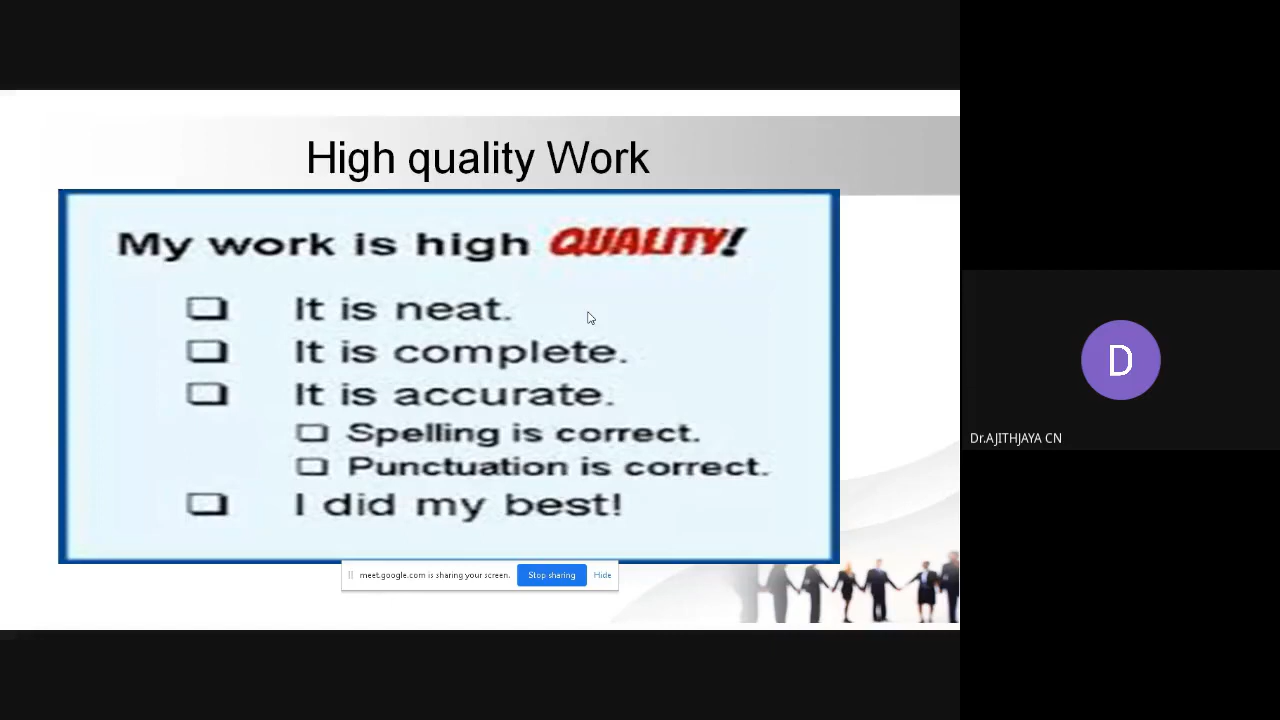 High quality Work
My work is high QUALITY!
It is neat.
It is complete.
It is accurate.
Spelling is correct.
Punctuation is correct.
I did my best!
meet.google.com is sharing your screen. Stop sharing Hide
D
Dr.AJITHJAYA CN